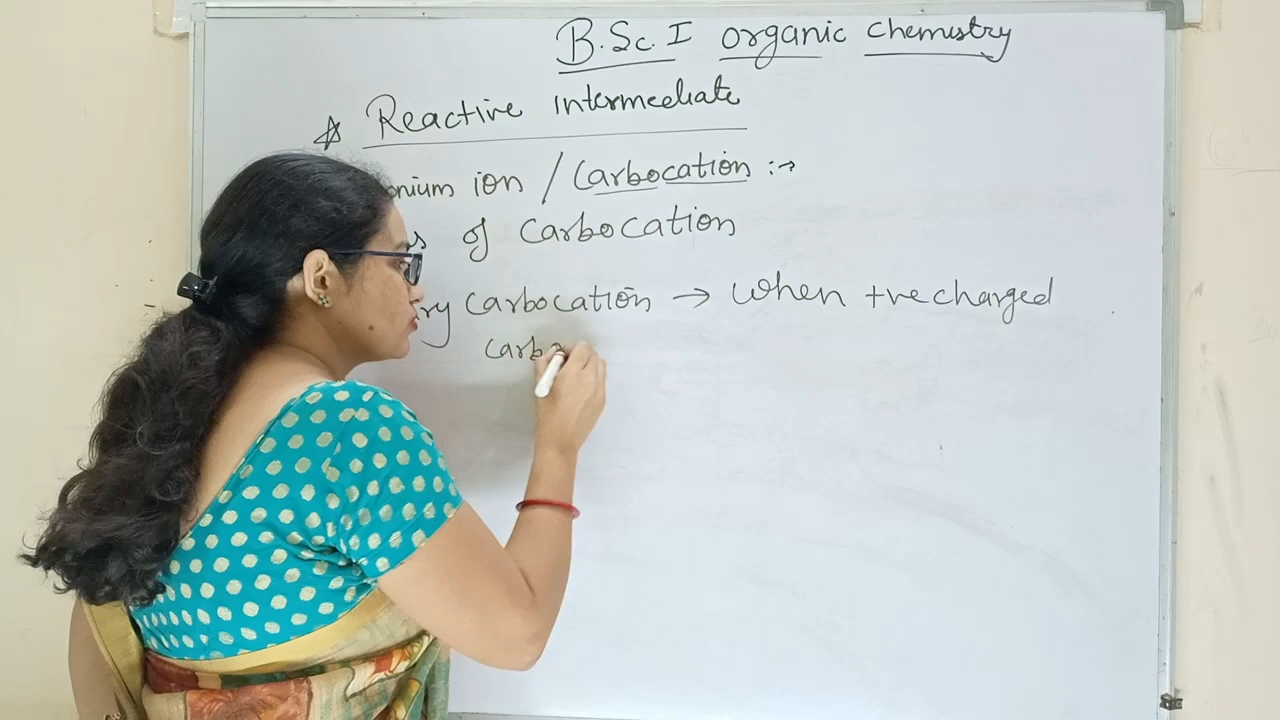 B.Sc. I organic chemistry
☆ Reactive intermediate
onium ion / Carbocation :→
of Carbocation
ry Carbocation → When +ve charged
carb